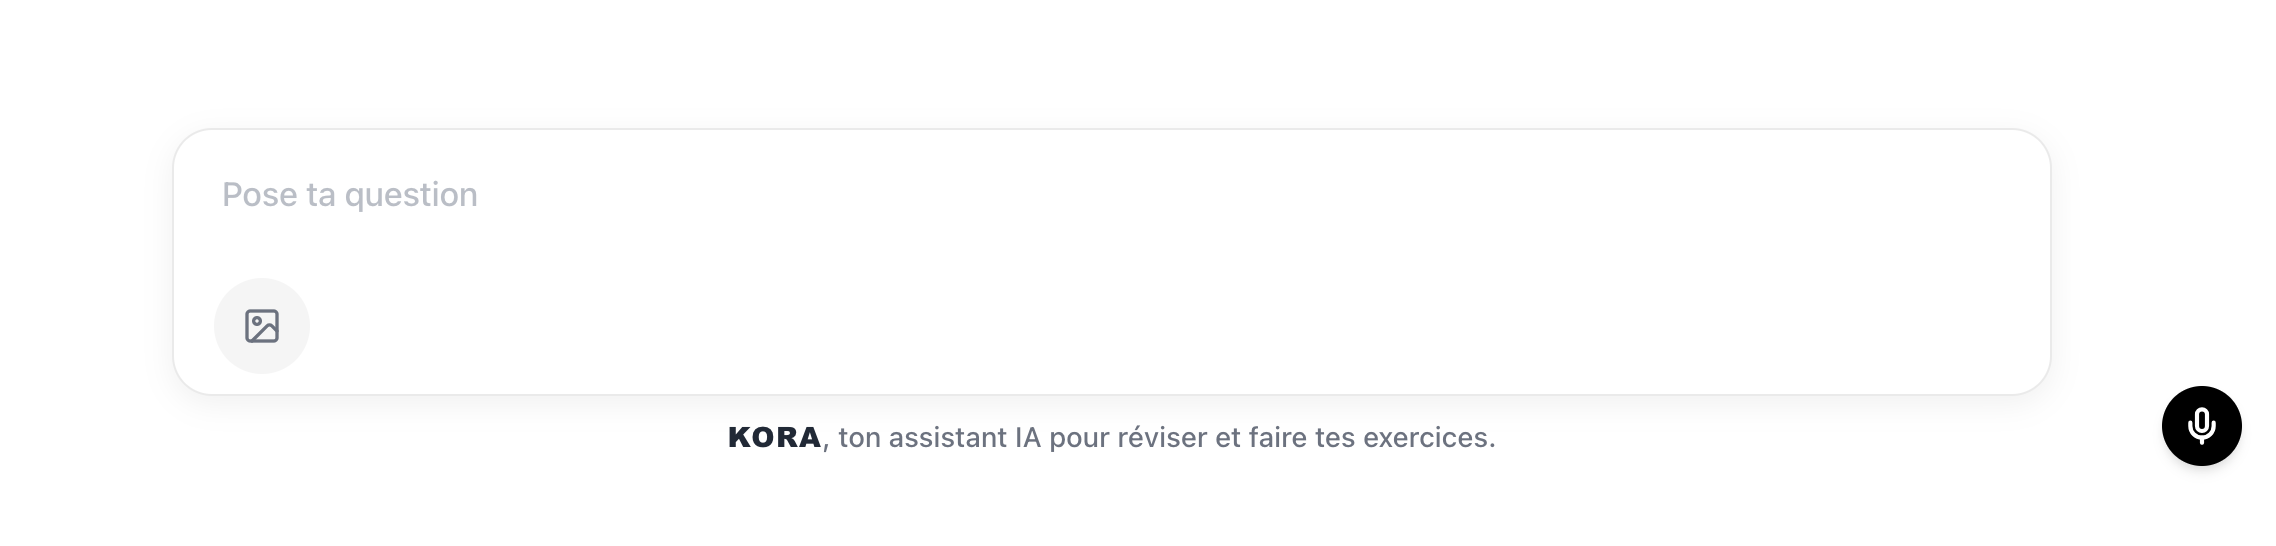 Pose ta question
KORA, ton assistant IA pour réviser et faire tes exercices.